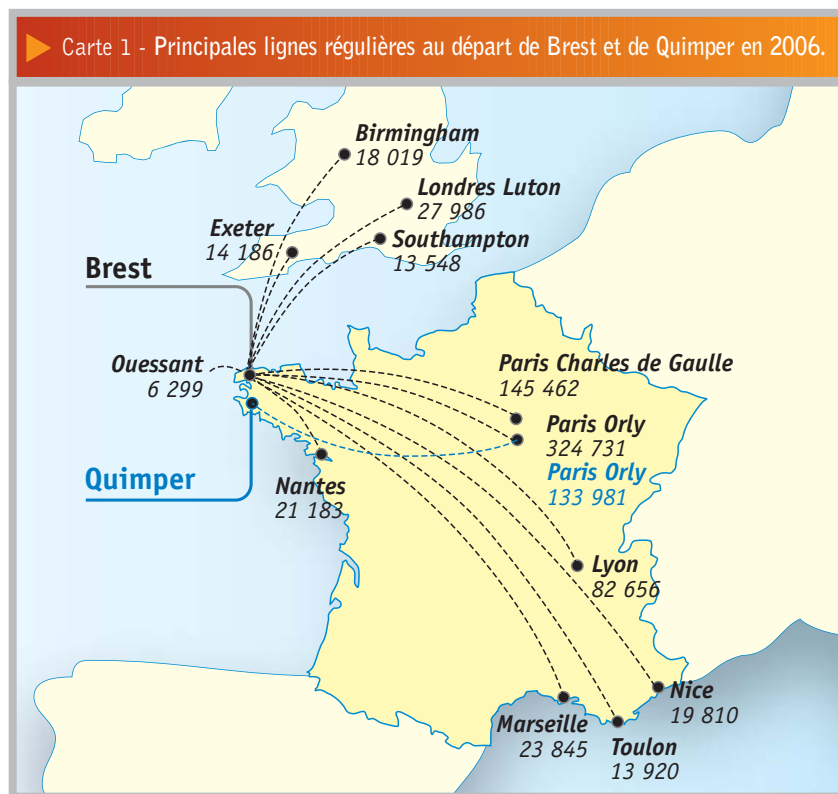 Carte 1 - Principales lignes régulières au départ de Brest et de Quimper en 2006.
Birmingham
18 019
Londres Luton
27 986
Exeter
14 186
Southampton
13 548
Brest
Ouessant
6 299
Paris Charles de Gaulle
145 462
Paris Orly
324 731
Paris Orly
133 981
Quimper
Nantes
21 183
Lyon
82 656
Nice
19 810
Marseille
23 845
Toulon
13 920